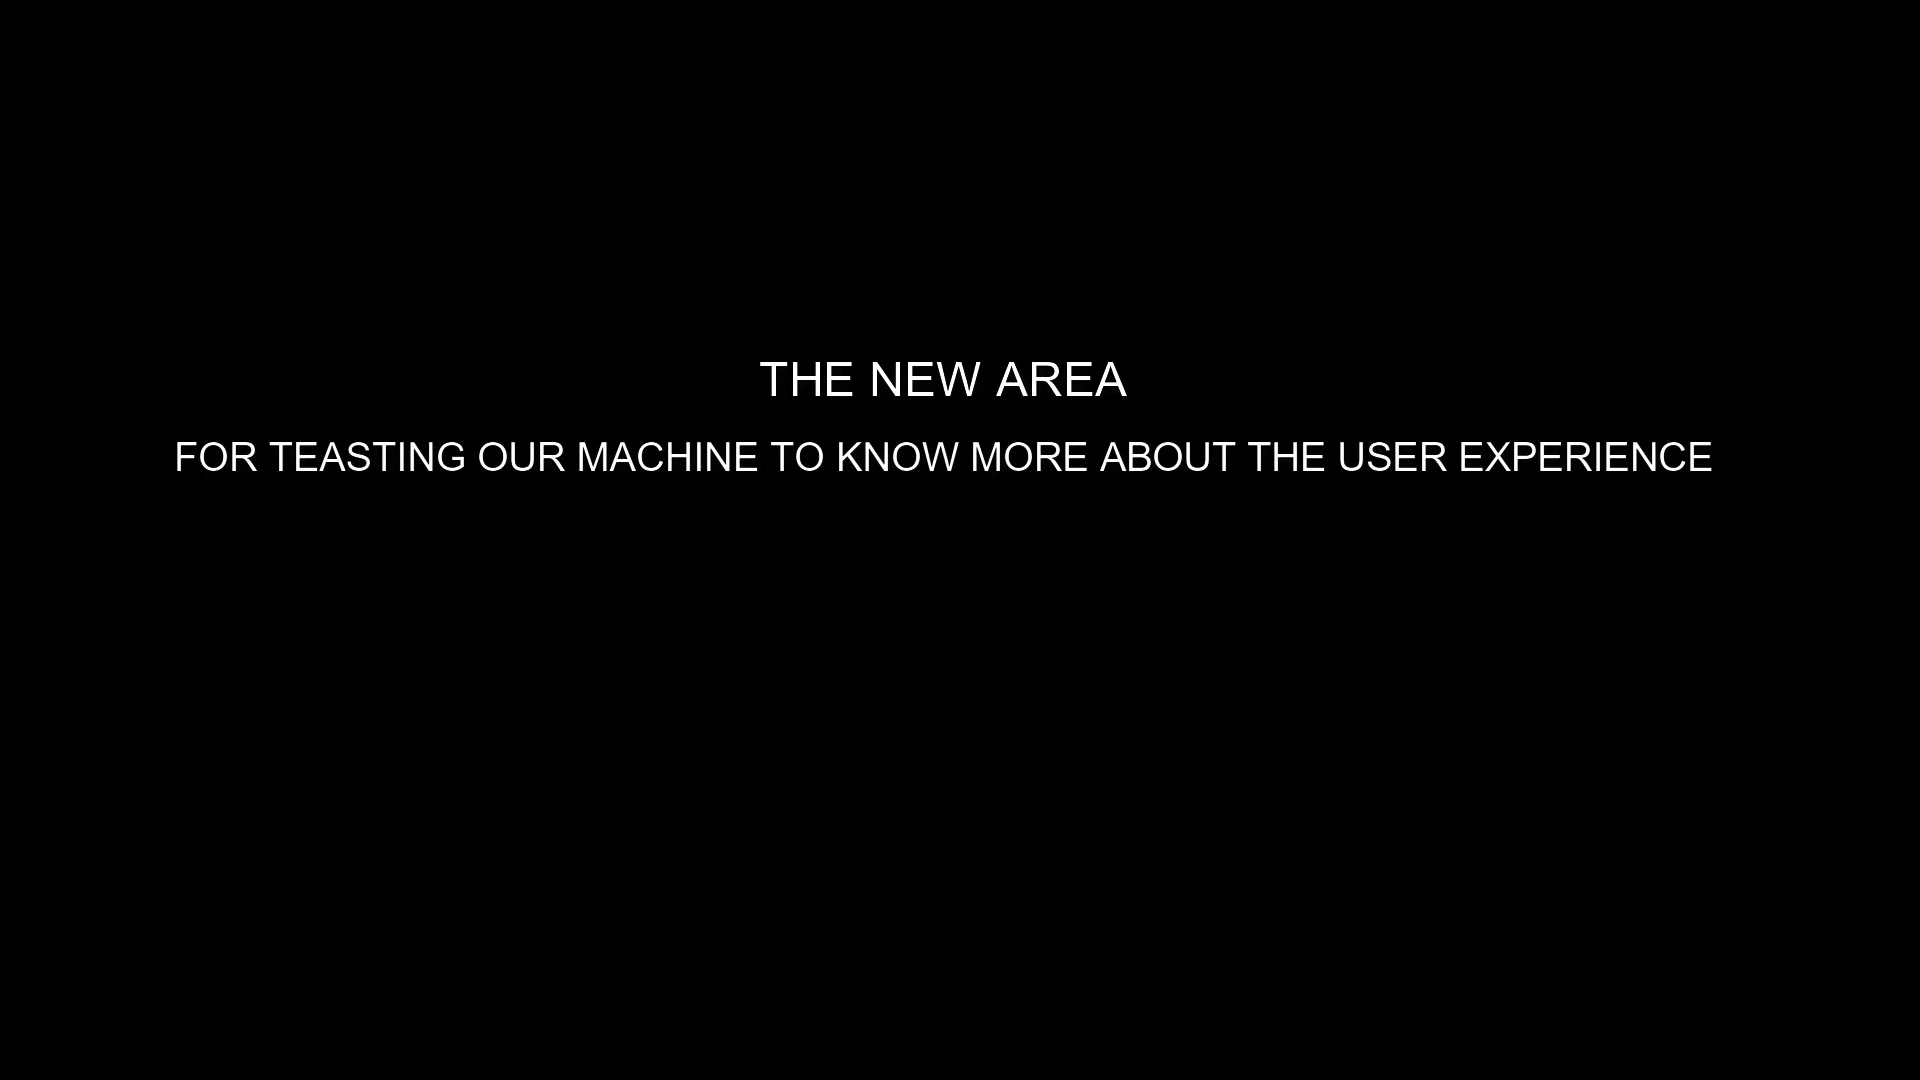 THE NEW AREA
FOR TEASTING OUR MACHINE TO KNOW MORE ABOUT THE USER EXPERIENCE